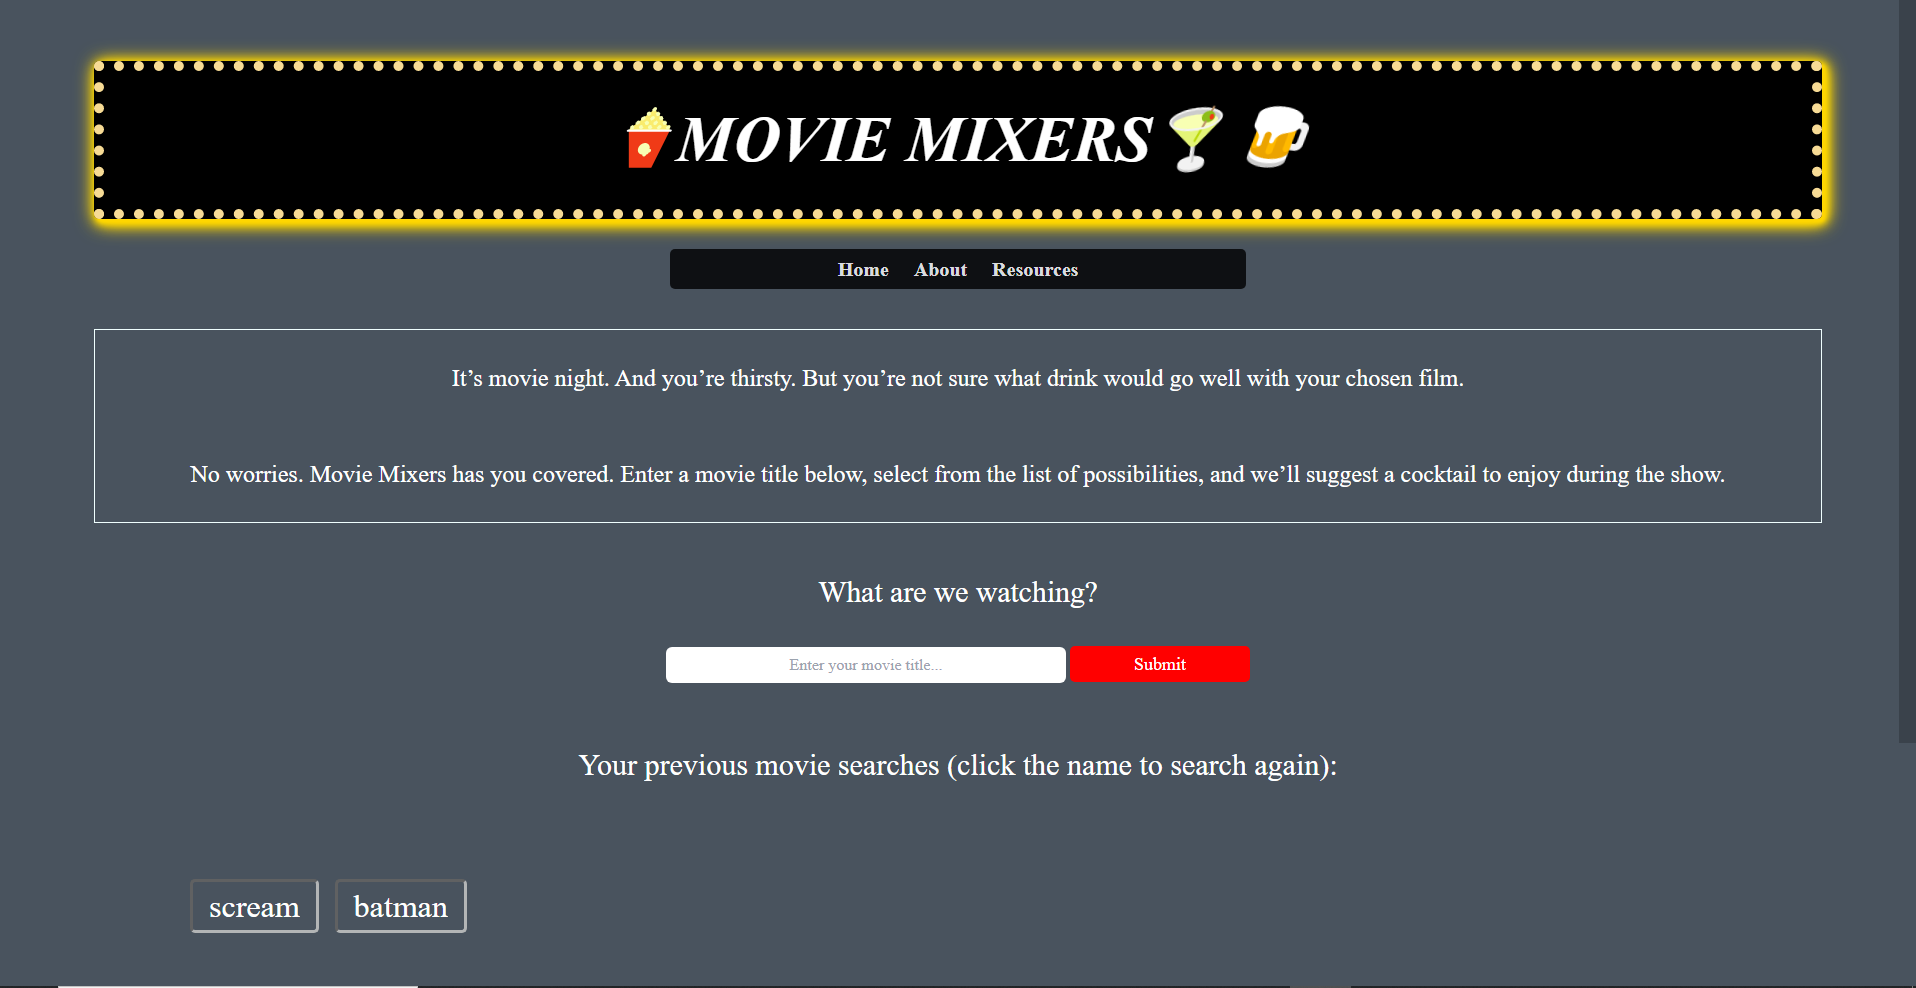 MOVIE MIXERS
Home About Resources
It’s movie night. And you’re thirsty. But you’re not sure what drink would go well with your chosen film.
No worries. Movie Mixers has you covered. Enter a movie title below, select from the list of possibilities, and we’ll suggest a cocktail to enjoy during the show.
What are we watching?
Enter your movie title... Submit
Your previous movie searches (click the name to search again):
scream batman